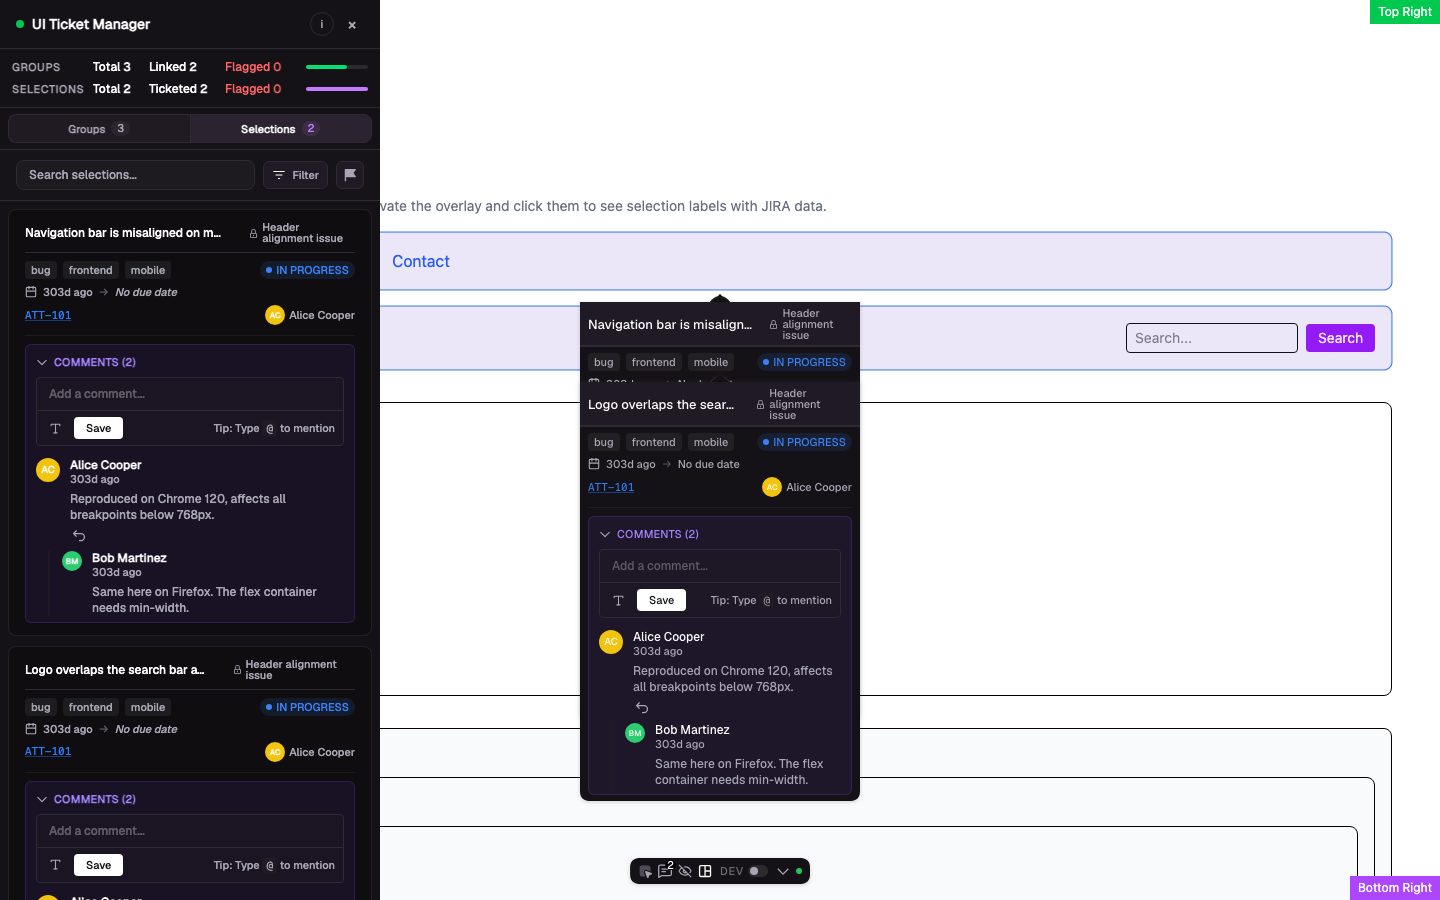 UI Ticket Manager
i
×
GROUPS Total 3 Linked 2 Flagged 0
SELECTIONS Total 2 Ticketed 2 Flagged 0
Groups 3
Selections 2
Search selections...
Filter
Navigation bar is misaligned on m...
Header
alignment issue
bug frontend mobile
IN PROGRESS
303d ago → No due date
ATT-101
AC Alice Cooper
COMMENTS (2)
Add a comment...
Save
Tip: Type @ to mention
AC
Alice Cooper
303d ago
Reproduced on Chrome 120, affects all
breakpoints below 768px.
BM
Bob Martinez
303d ago
Same here on Firefox. The flex container
needs min-width.
Logo overlaps the search bar a...
Header alignment
issue
bug frontend mobile
IN PROGRESS
303d ago → No due date
ATT-101
AC Alice Cooper
COMMENTS (2)
Add a comment...
Save
Tip: Type @ to mention
Alice Cooper
Top Right
vate the overlay and click them to see selection labels with JIRA data.
Contact
Search...
Search
Navigation bar is misalign...
Header
alignment
issue
bug frontend mobile
IN PROGRESS
Logo overlaps the sear...
Header
alignment
issue
bug frontend mobile
IN PROGRESS
303d ago → No due date
ATT-101
AC Alice Cooper
COMMENTS (2)
Add a comment...
Save
Tip: Type @ to mention
AC
Alice Cooper
303d ago
Reproduced on Chrome 120, affects
all breakpoints below 768px.
BM
Bob Martinez
303d ago
Same here on Firefox. The flex
container needs min-width.
2
DEV
Bottom Right